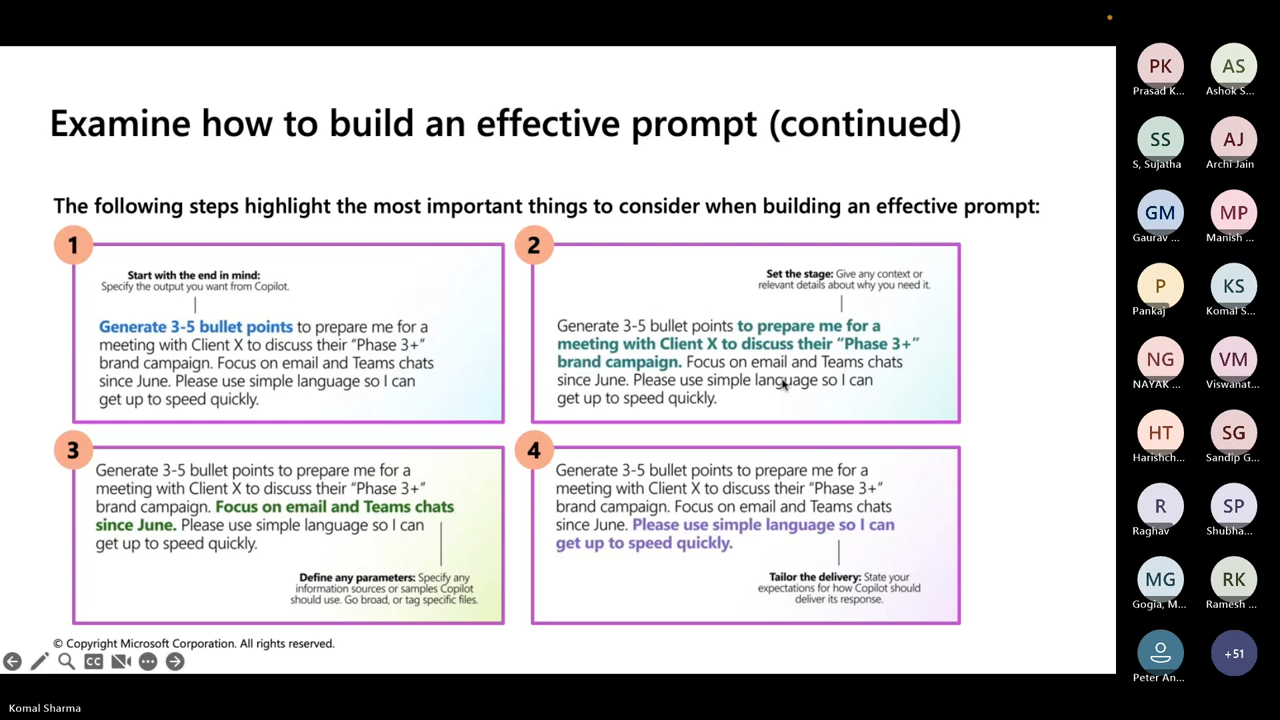 Examine how to build an effective prompt (continued)
The following steps highlight the most important things to consider when building an effective prompt:
1
Start with the end in mind:
Specify the output you want from Copilot.
Generate 3-5 bullet points to prepare me for a
meeting with Client X to discuss their “Phase 3+”
brand campaign. Focus on email and Teams chats
since June. Please use simple language so I can
get up to speed quickly.
2
Set the stage: Give any context or
relevant details about why you need it.
Generate 3-5 bullet points to prepare me for a
meeting with Client X to discuss their “Phase 3+”
brand campaign. Focus on email and Teams chats
since June. Please use simple language so I can
get up to speed quickly.
3
Generate 3-5 bullet points to prepare me for a
meeting with Client X to discuss their “Phase 3+”
brand campaign. Focus on email and Teams chats
since June. Please use simple language so I can
get up to speed quickly.
Define any parameters: Specify any
information sources or samples Copilot
should use. Go broad, or tag specific files.
4
Generate 3-5 bullet points to prepare me for a
meeting with Client X to discuss their “Phase 3+”
brand campaign. Focus on email and Teams chats
since June. Please use simple language so I can
get up to speed quickly.
Tailor the delivery: State your
expectations for how Copilot should
deliver its response.
© Copyright Microsoft Corporation. All rights reserved.
CC
Komal Sharma
PK
Prasad K...
AS
Ashok S...
SS
S, Sujatha
AJ
Archi Jain
GM
Gaurav ...
MP
Manish ...
P
Pankaj
KS
Komal S...
NG
NAYAK ...
VM
Viswanat...
HT
Harishch...
SG
Sandip G...
R
Raghav
SP
Shubha...
MG
Gogia, M...
RK
Ramesh ...
Peter An...
+51